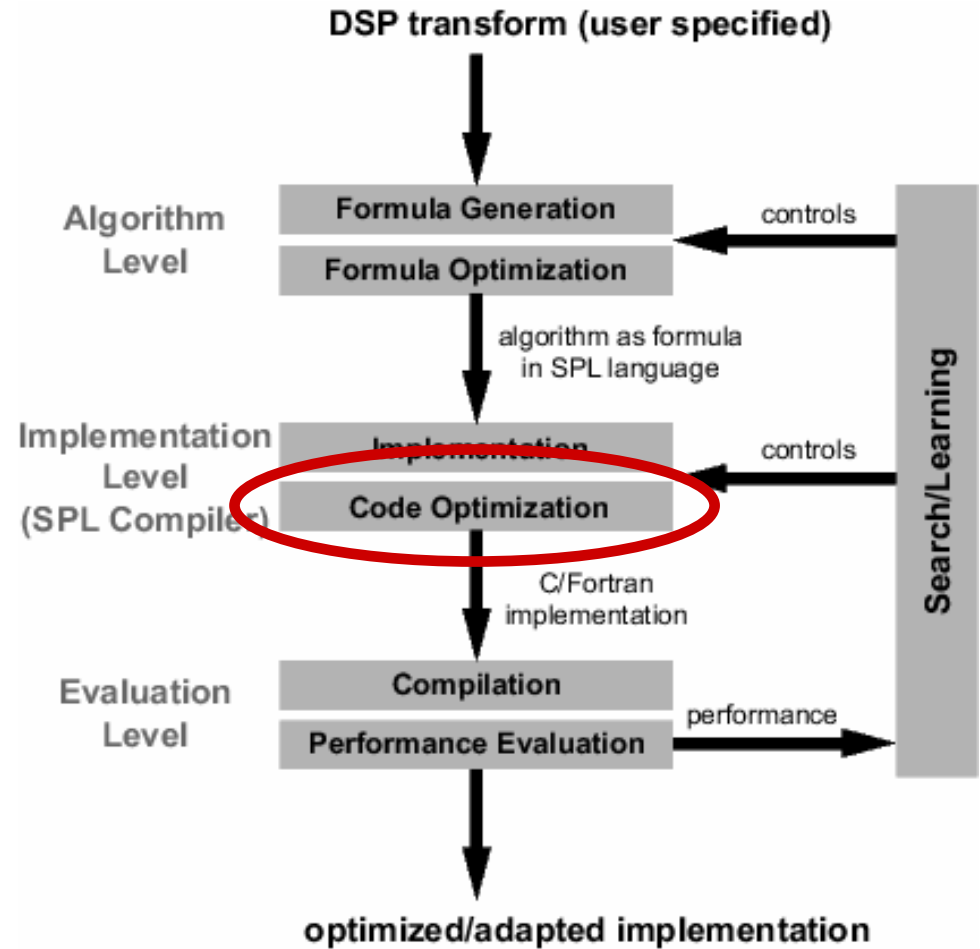 DSP transform (user specified)
Algorithm
Level
Formula Generation
Formula Optimization
controls
algorithm as formula
in SPL language
Implementation
Level
(SPL Compiler)
Implementation
Code Optimization
controls
C/Fortran
implementation
Evaluation
Level
Compilation
Performance Evaluation
performance
Search/Learning
optimized/adapted implementation